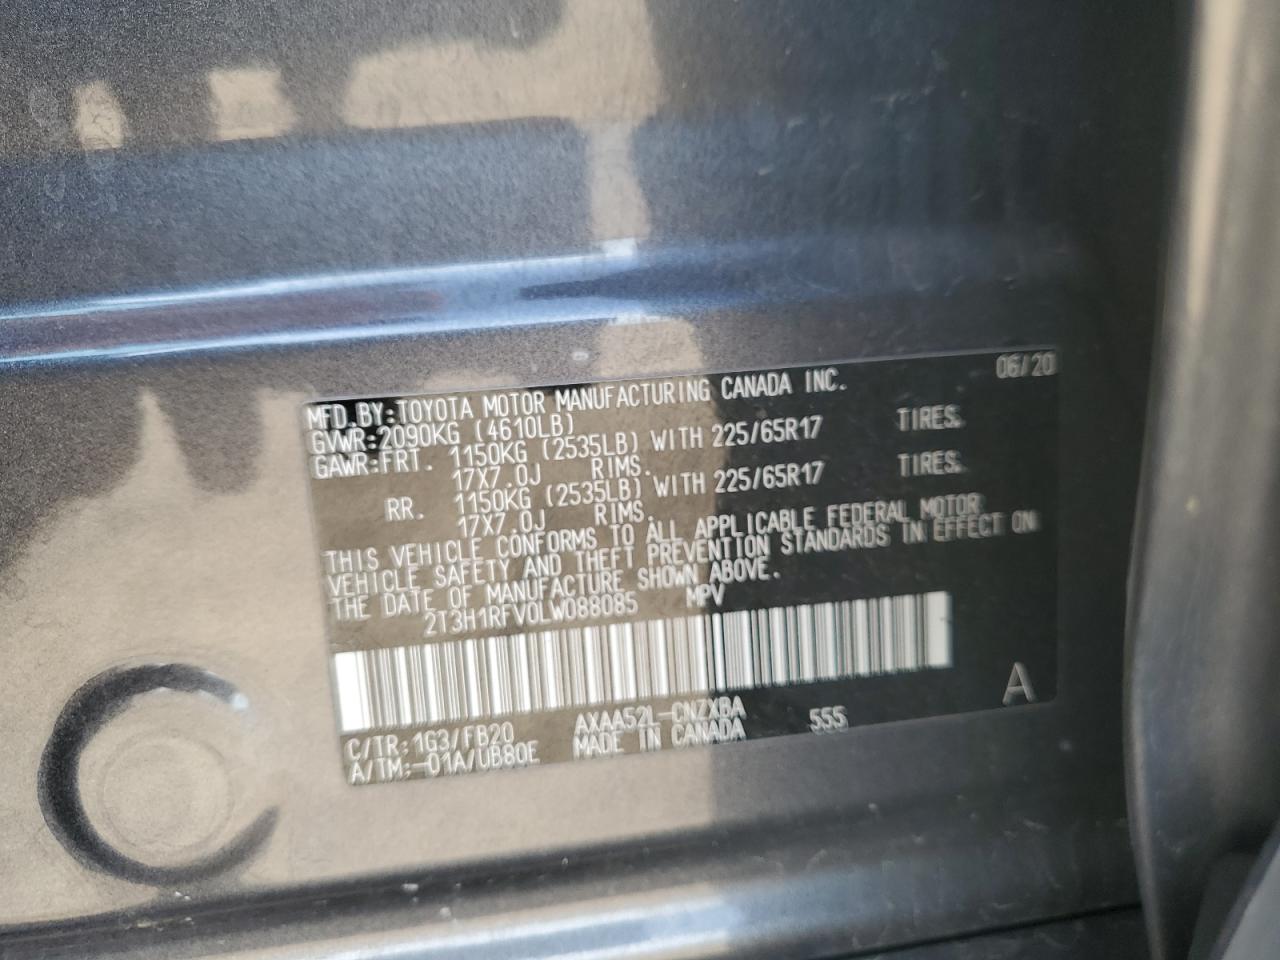 06/20
MFD.BY:TOYOTA MOTOR MANUFACTURING CANADA INC.
GVWR:2090KG (4610LB)
GAWR:FRT. 1150KG (2535LB) WITH 225/65R17 TIRES.
17X7.0J RIMS.
RR. 1150KG (2535LB) WITH 225/65R17 TIRES.
17X7.0J RIMS.
THIS VEHICLE CONFORMS TO ALL APPLICABLE FEDERAL MOTOR
VEHICLE SAFETY AND THEFT PREVENTION STANDARDS IN EFFECT ON
THE DATE OF MANUFACTURE SHOWN ABOVE.
2T3H1RFV0LW088085 MPV
A
C/TR:1G3/FB20 AXAA52L-CNZXBA 555
A/TM:-01A/UB80E MADE IN CANADA